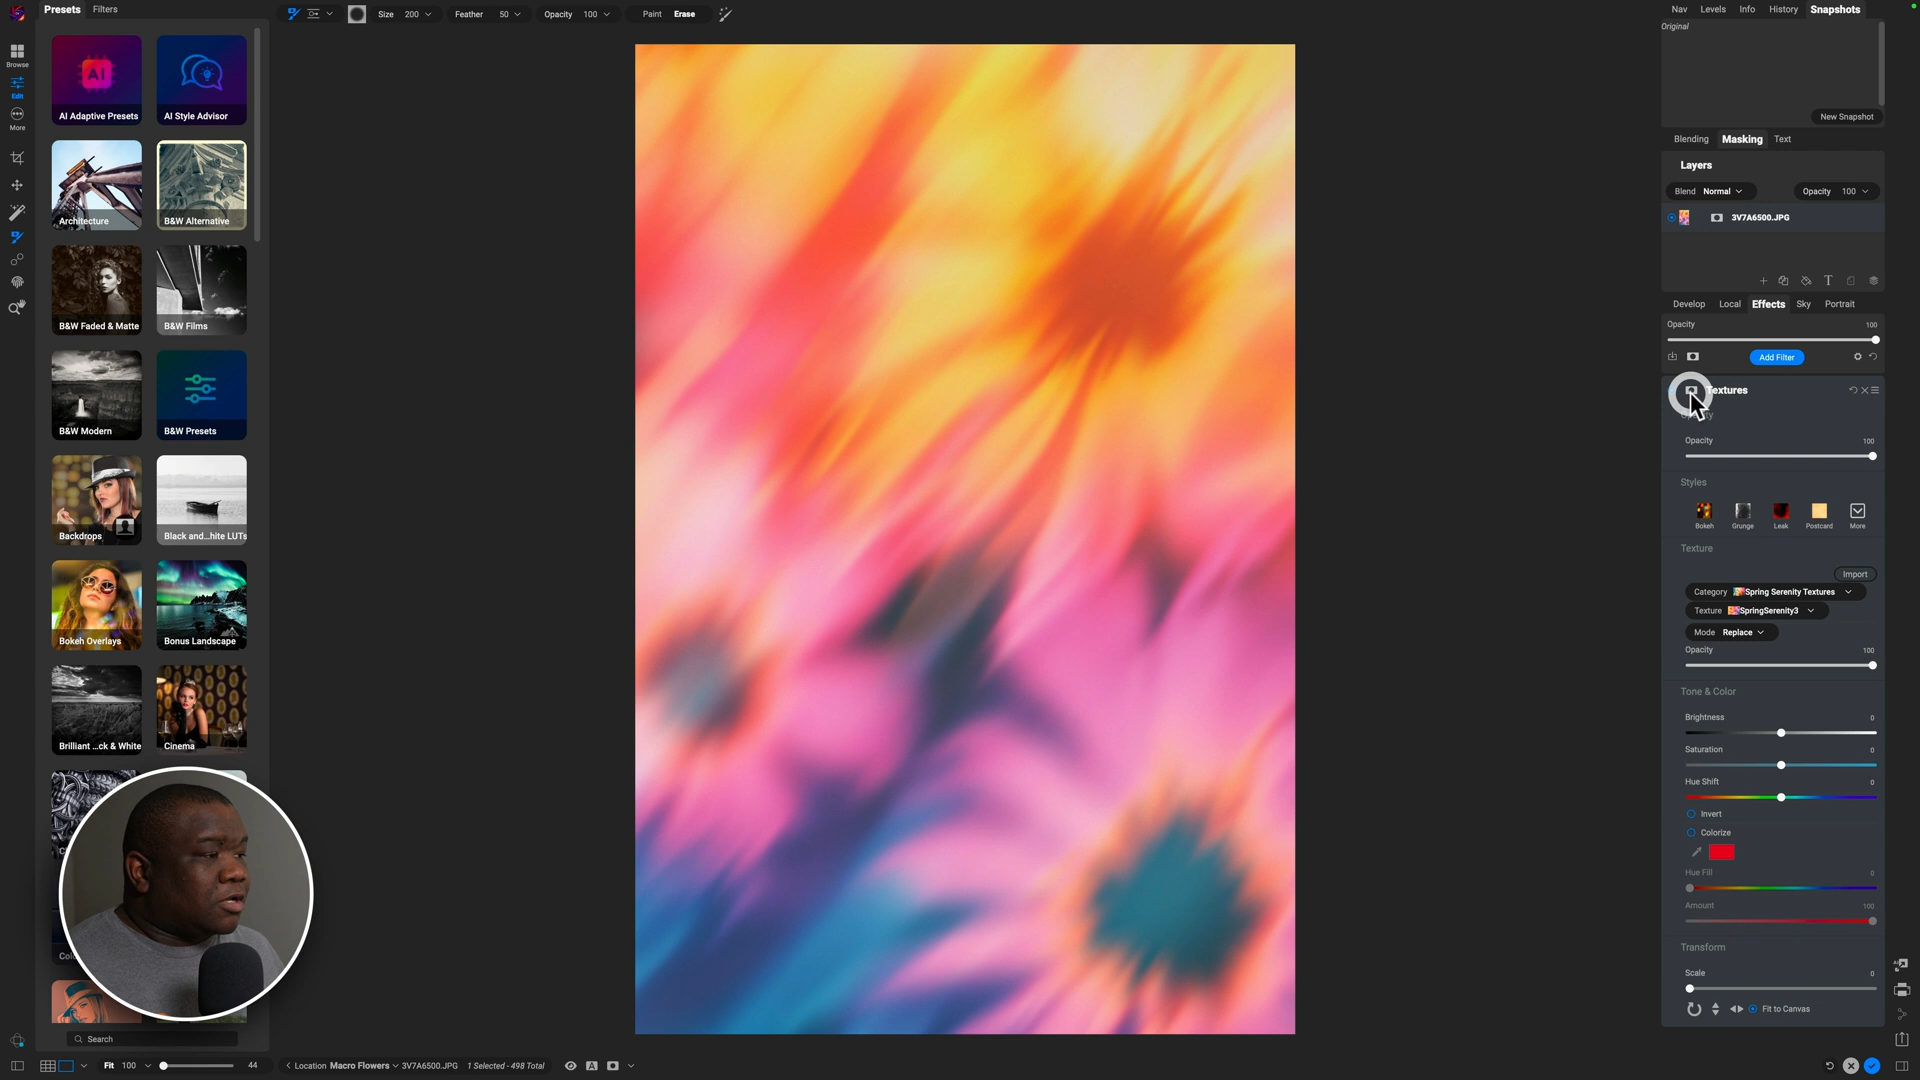 Presets Filters
Size 200 Feather 50 Opacity 100 Paint Erase
Nav Levels Info History Snapshots
Original
New Snapshot
Browse
Edit
More
AI
AI Adaptive Presets
AI Style Advisor
Architecture
B&W Alternative
B&W Faded & Matte
B&W Films
B&W Modern
B&W Presets
Backdrops
Black and...hite LUTs
Bokeh Overlays
Bonus Landscape
Brilliant ...ck & White
Cinema
Search
Blending Masking Text
Layers
Blend Normal Opacity 100
3V7A6500.JPG
Develop Local Effects Sky Portrait
Opacity 100
Add Filter
Textures
Opacity 100
Styles
Bokeh Grunge Leak Postcard More
Texture
Import
Category Spring Serenity Textures
Texture SpringSerenity3
Mode Replace
Opacity 100
Tone & Color
Brightness 0
Saturation 0
Hue Shift 0
Invert
Colorize
Hue Fill 0
Amount 100
Transform
Scale 0
Fit to Canvas
Fit 100 44
Location Macro Flowers 3V7A6500.JPG 1 Selected - 498 Total
A